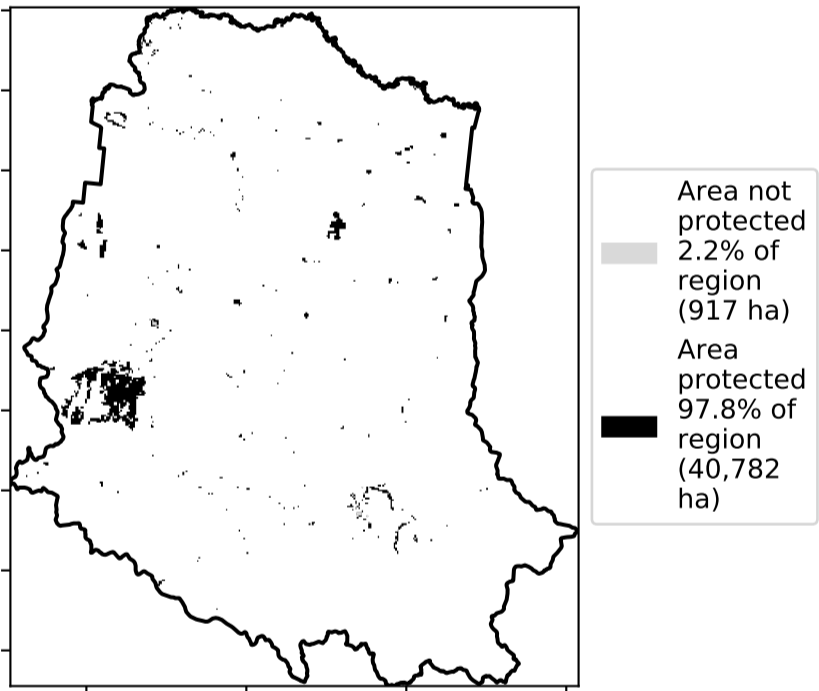 Area not
protected
2.2% of
region
(917 ha)
Area
protected
97.8% of
region
(40,782
ha)